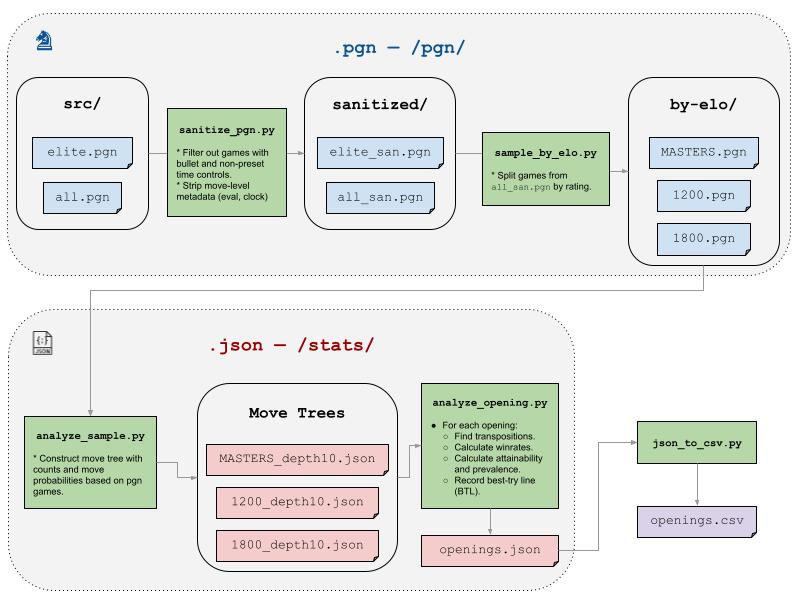 .pgn — /pgn/
src/
elite.pgn
all.pgn
sanitize_pgn.py
* Filter out games with
bullet and non-preset
time controls.
* Strip move-level
metadata (eval, clock)
sanitized/
elite_san.pgn
all_san.pgn
sample_by_elo.py
* Split games from
all_san.pgn by rating.
by-elo/
MASTERS.pgn
1200.pgn
1800.pgn
{:}
JSON
.json — /stats/
analyze_sample.py
* Construct move tree with
counts and move
probabilities based on pgn
games.
Move Trees
MASTERS_depth10.json
1200_depth10.json
1800_depth10.json
analyze_opening.py
● For each opening:
○ Find transpositions.
○ Calculate winrates.
○ Calculate attainability
and prevalence.
○ Record best-try line
(BTL).
openings.json
json_to_csv.py
openings.csv